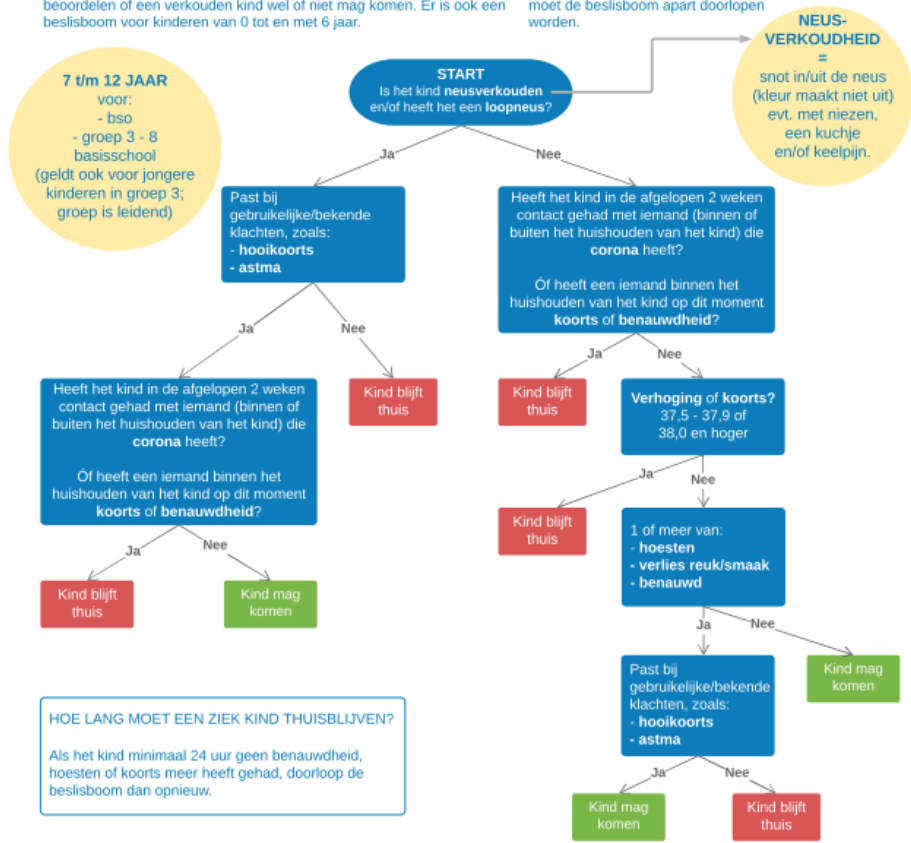 beoordelen of een verkouden kind wel of niet mag komen. Er is ook een
beslisboom voor kinderen van 0 tot en met 6 jaar.
moet de beslisboom apart doorlopen
worden.
NEUS-
VERKOUDHEID
=
snot in/uit de neus
(kleur maakt niet uit)
evt. met niezen,
een kuchje
en/of keelpijn.
7 t/m 12 JAAR
voor:
- bso
- groep 3 - 8
basisschool
(geldt ook voor jongere
kinderen in groep 3;
groep is leidend)
START
Is het kind neusverkouden
en/of heeft het een loopneus?
Ja
Nee
Past bij
gebruikelijke/bekende
klachten, zoals:
- hooikoorts
- astma
Heeft het kind in de afgelopen 2 weken
contact gehad met iemand (binnen of
buiten het huishouden van het kind) die
corona heeft?
Óf heeft een iemand binnen het
huishouden van het kind op dit moment
koorts of benauwdheid?
Ja
Nee
Ja
Nee
Heeft het kind in de afgelopen 2 weken
contact gehad met iemand (binnen of
buiten het huishouden van het kind) die
corona heeft?
Óf heeft een iemand binnen het
huishouden van het kind op dit moment
koorts of benauwdheid?
Kind blijft
thuis
Kind blijft
thuis
Verhoging of koorts?
37,5 - 37,9 of
38,0 en hoger
Ja
Nee
Kind blijft
thuis
1 of meer van:
- hoesten
- verlies reuk/smaak
- benauwd
Ja
Nee
Kind blijft
thuis
Kind mag
komen
Ja
Nee
Past bij
gebruikelijke/bekende
klachten, zoals:
- hooikoorts
- astma
Kind mag
komen
HOE LANG MOET EEN ZIEK KIND THUISBLIJVEN?
Als het kind minimaal 24 uur geen benauwdheid,
hoesten of koorts meer heeft gehad, doorloop de
beslisboom dan opnieuw.
Ja
Nee
Kind mag
komen
Kind blijft
thuis